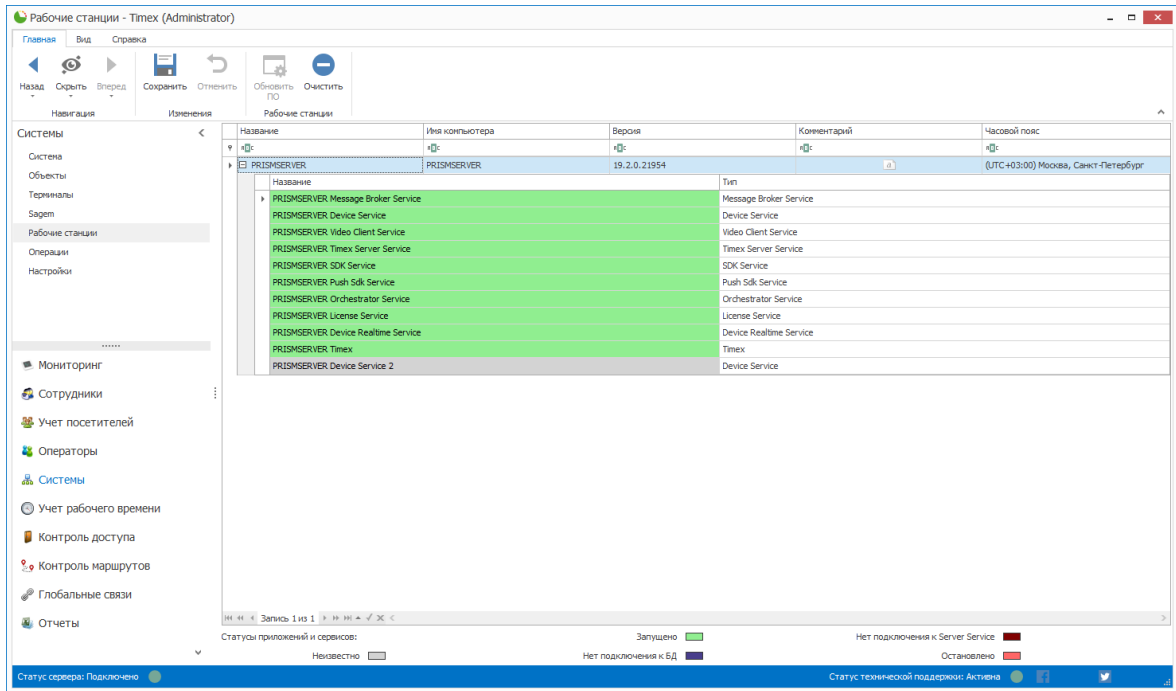 Рабочие станции - Timex (Administrator)
Главная Вид Справка
Назад Скрыть Вперед Сохранить Отменить Обновить ПО Очистить
Навигация Изменения Рабочие станции
Системы
Система
Объекты
Терминалы
Sagem
Рабочие станции
Операции
Настройки
Мониторинг
Сотрудники
Учет посетителей
Операторы
Системы
Учет рабочего времени
Контроль доступа
Контроль маршрутов
Глобальные связи
Отчеты
Название Имя компьютера Версия Комментарий Часовой пояс
PRISMSERVER PRISMSERVER 19.2.0.21954 (UTC+03:00) Москва, Санкт-Петербург
Название Тип
PRISMSERVER Message Broker Service Message Broker Service
PRISMSERVER Device Service Device Service
PRISMSERVER Video Client Service Video Client Service
PRISMSERVER Timex Server Service Timex Server Service
PRISMSERVER SDK Service SDK Service
PRISMSERVER Push Sdk Service Push Sdk Service
PRISMSERVER Orchestrator Service Orchestrator Service
PRISMSERVER License Service License Service
PRISMSERVER Device Realtime Service Device Realtime Service
PRISMSERVER Timex Timex
PRISMSERVER Device Service 2 Device Service
Запись 1 из 1
Статусы приложений и сервисов: Запущено Нет подключения к Server Service
Неизвестно Нет подключения к БД Остановлено
Статус сервера: Подключено Статус технической поддержки: Активна